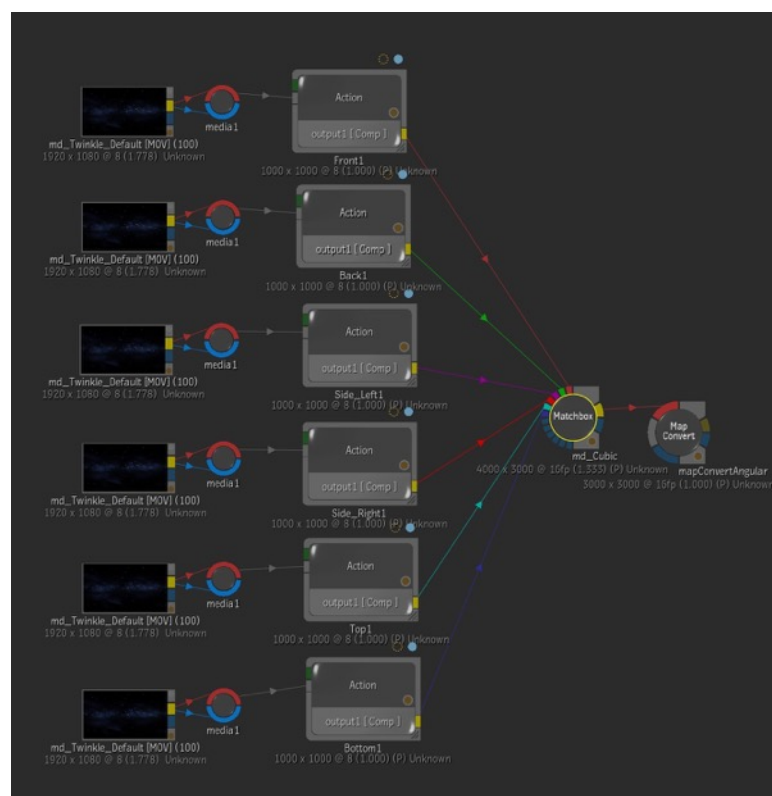 Action
output1 [ Comp ]
media1
md_Twinkle_Default [MOV] (100)
1920 x 1080 @ 8 (1.778) Unknown
Front1
1000 x 1000 @ 8 (1.000) (P) Unknown
Action
output1 [ Comp ]
media1
md_Twinkle_Default [MOV] (100)
1920 x 1080 @ 8 (1.778) Unknown
Back1
1000 x 1000 @ 8 (1.000) (P) Unknown
Action
output1 [ Comp ]
media1
md_Twinkle_Default [MOV] (100)
1920 x 1080 @ 8 (1.778) Unknown
Side_Left1
1000 x 1000 @ 8 (1.000) (P) Unknown
Matchbox
md_Cubic
4000 x 3000 @ 16fp (1.333) (P) Unknown
Map
Convert
mapConvertAngular
3000 x 3000 @ 16fp (1.000) (P) Unknown
Action
output1 [ Comp ]
media1
md_Twinkle_Default [MOV] (100)
1920 x 1080 @ 8 (1.778) Unknown
Side_Right1
1000 x 1000 @ 8 (1.000) (P) Unknown
Action
output1 [ Comp ]
media1
md_Twinkle_Default [MOV] (100)
1920 x 1080 @ 8 (1.778) Unknown
Top1
1000 x 1000 @ 8 (1.000) (P) Unknown
Action
output1 [ Comp ]
media1
md_Twinkle_Default [MOV] (100)
1920 x 1080 @ 8 (1.778) Unknown
Bottom1
1000 x 1000 @ 8 (1.000) (P) Unknown